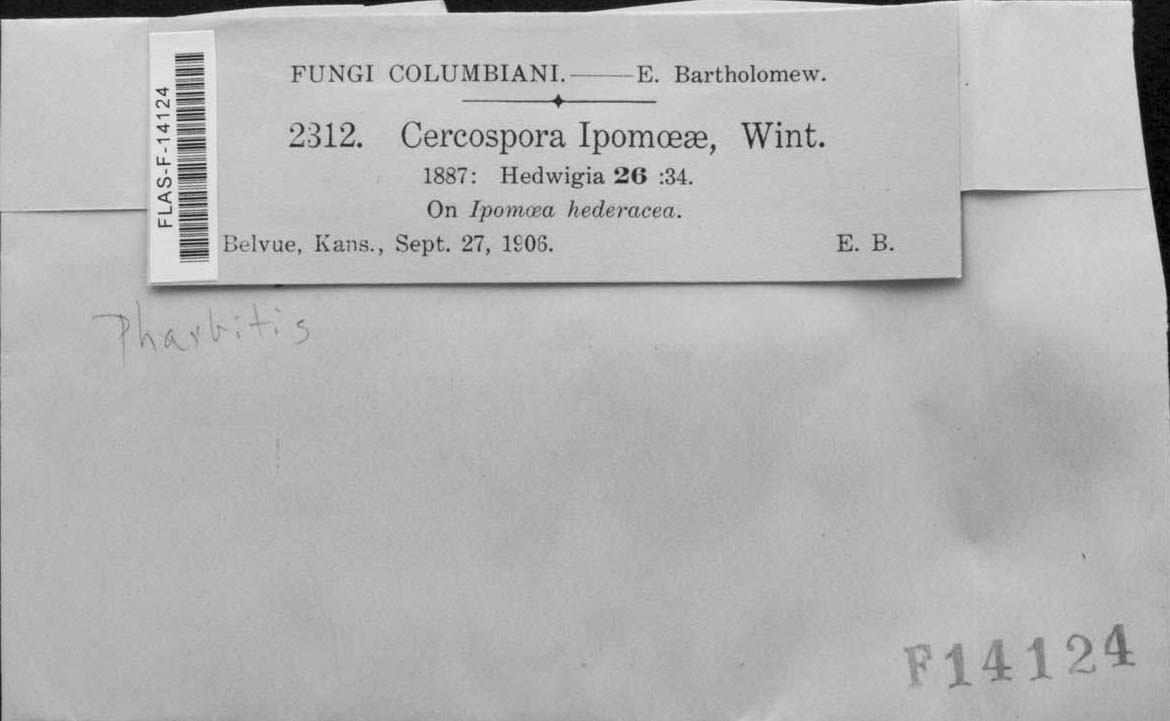 FUNGI COLUMBIANI.——E. Bartholomew.
2312. Cercospora Ipomœæ, Wint.
1887: Hedwigia 26 :34.
On Ipomœa hederacea.
Belvue, Kans., Sept. 27, 1906. E. B.
FLAS-F-14124
Pharbitis
F14124